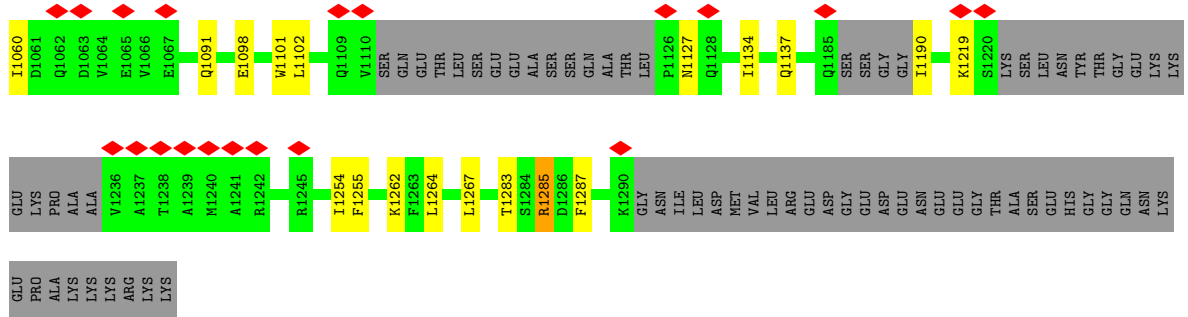 I1060 D1061 Q1062 D1063 V1064 E1065 V1066 E1067 Q1091 E1098 W1101 L1102 Q1109 V1110 SER GLN GLU THR LEU SER GLU GLU ALA SER SER GLN ALA THR LEU P1126 N1127 Q1128 I1134 Q1137 Q1185 SER SER GLY GLY I1190 K1219 S1220 LYS SER LEU ASN TYR THR GLY GLU LYS LYS
GLU LYS PRO ALA ALA V1236 A1237 T1238 A1239 M1240 A1241 R1242 R1245 I1254 F1255 K1262 F1263 L1264 L1267 T1283 S1284 R1285 D1286 F1287 K1290 GLY ASN ILE LEU ASP MET VAL LEU ARG GLU ASP GLY GLU ASP GLU ASN GLU GLU GLY THR ALA SER GLU HIS GLY GLY GLN ASN LYS
GLU PRO ALA LYS LYS LYS ARG LYS LYS